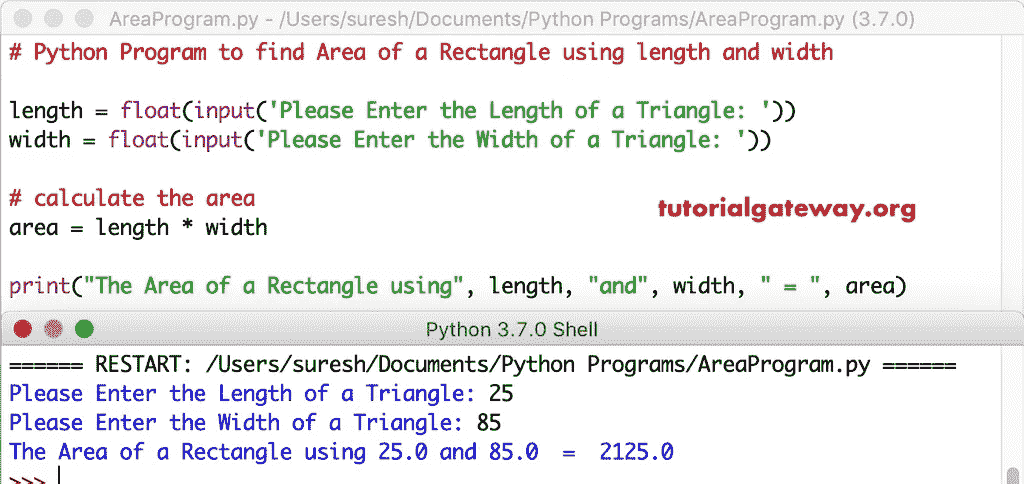 AreaProgram.py - /Users/suresh/Documents/Python Programs/AreaProgram.py (3.7.0)
# Python Program to find Area of a Rectangle using length and width
length = float(input('Please Enter the Length of a Triangle: '))
width = float(input('Please Enter the Width of a Triangle: '))
# calculate the area
tutorialgateway.org
area = length * width
print("The Area of a Rectangle using", length, "and", width, " = ", area)
Python 3.7.0 Shell
====== RESTART: /Users/suresh/Documents/Python Programs/AreaProgram.py ======
Please Enter the Length of a Triangle: 25
Please Enter the Width of a Triangle: 85
The Area of a Rectangle using 25.0 and 85.0  =  2125.0
>>>